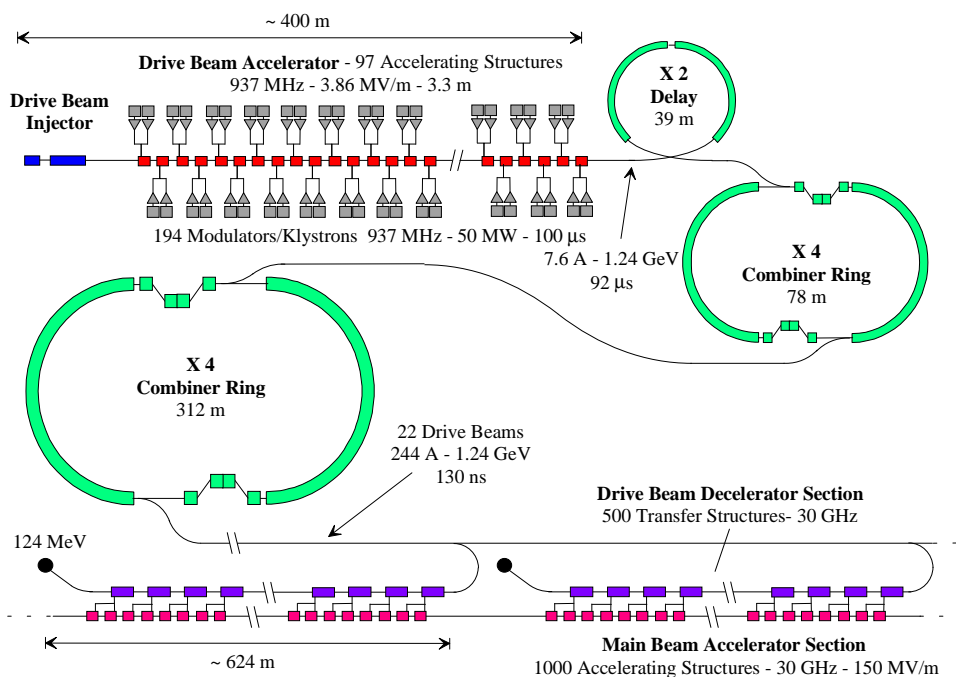 ~ 400 m
Drive Beam Accelerator - 97 Accelerating Structures
937 MHz - 3.86 MV/m - 3.3 m
Drive Beam
Injector
X 2
Delay
39 m
194 Modulators/Klystrons 937 MHz - 50 MW - 100 μs
7.6 A - 1.24 GeV
92 μs
X 4
Combiner Ring
78 m
X 4
Combiner Ring
312 m
22 Drive Beams
244 A - 1.24 GeV
130 ns
Drive Beam Decelerator Section
500 Transfer Structures- 30 GHz
124 MeV
~ 624 m
Main Beam Accelerator Section
1000 Accelerating Structures - 30 GHz - 150 MV/m